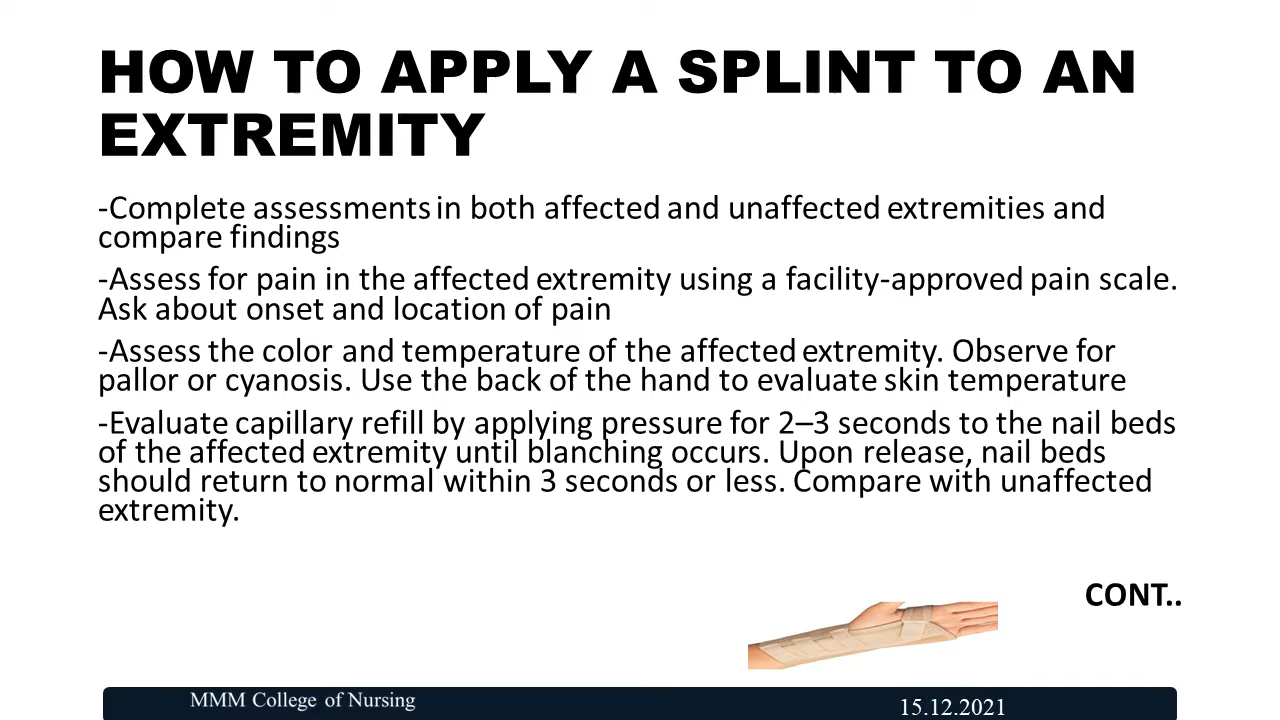 HOW TO APPLY A SPLINT TO AN
EXTREMITY
-Complete assessments in both affected and unaffected extremities and
compare findings
-Assess for pain in the affected extremity using a facility-approved pain scale.
Ask about onset and location of pain
-Assess the color and temperature of the affected extremity. Observe for
pallor or cyanosis. Use the back of the hand to evaluate skin temperature
-Evaluate capillary refill by applying pressure for 2–3 seconds to the nail beds
of the affected extremity until blanching occurs. Upon release, nail beds
should return to normal within 3 seconds or less. Compare with unaffected
extremity.
CONT..
MMM College of Nursing
15.12.2021